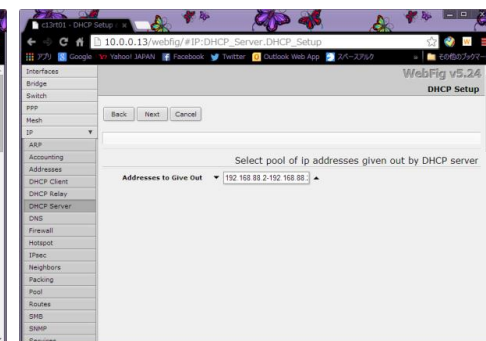 c13rt01 - DHCP Setup
10.0.0.13/webfig/#IP:DHCP_Server.DHCP_Setup
アプリ Google Yahoo! JAPAN Facebook Twitter Outlook Web App スペースアルク その他のブックマー
WebFig v5.24
DHCP Setup
Interfaces
Bridge
Switch
PPP
Mesh
IP
ARP
Accounting
Addresses
DHCP Client
DHCP Relay
DHCP Server
DNS
Firewall
Hotspot
IPsec
Neighbors
Packing
Pool
Routes
SMB
SNMP
Services
Back Next Cancel
Select pool of ip addresses given out by DHCP server
Addresses to Give Out 192.168.88.2-192.168.88.